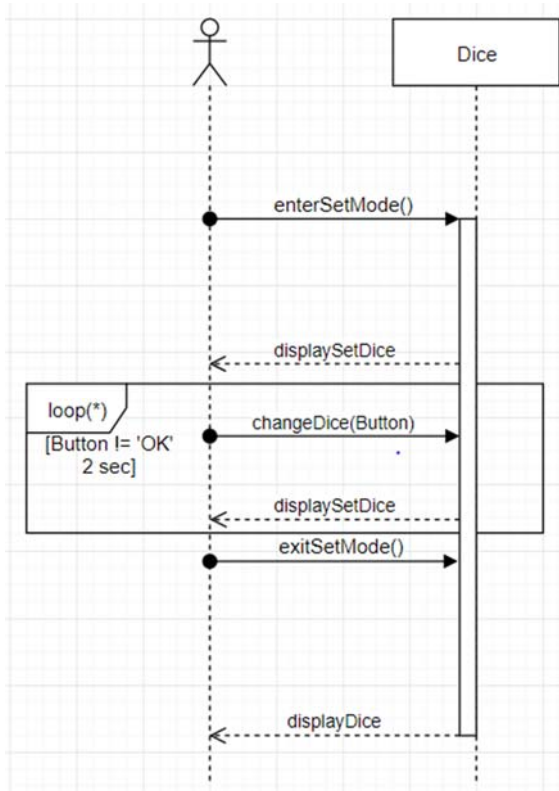 Dice
enterSetMode()
displaySetDice
loop(*)
changeDice(Button)
[Button != 'OK'
2 sec]
displaySetDice
exitSetMode()
displayDice